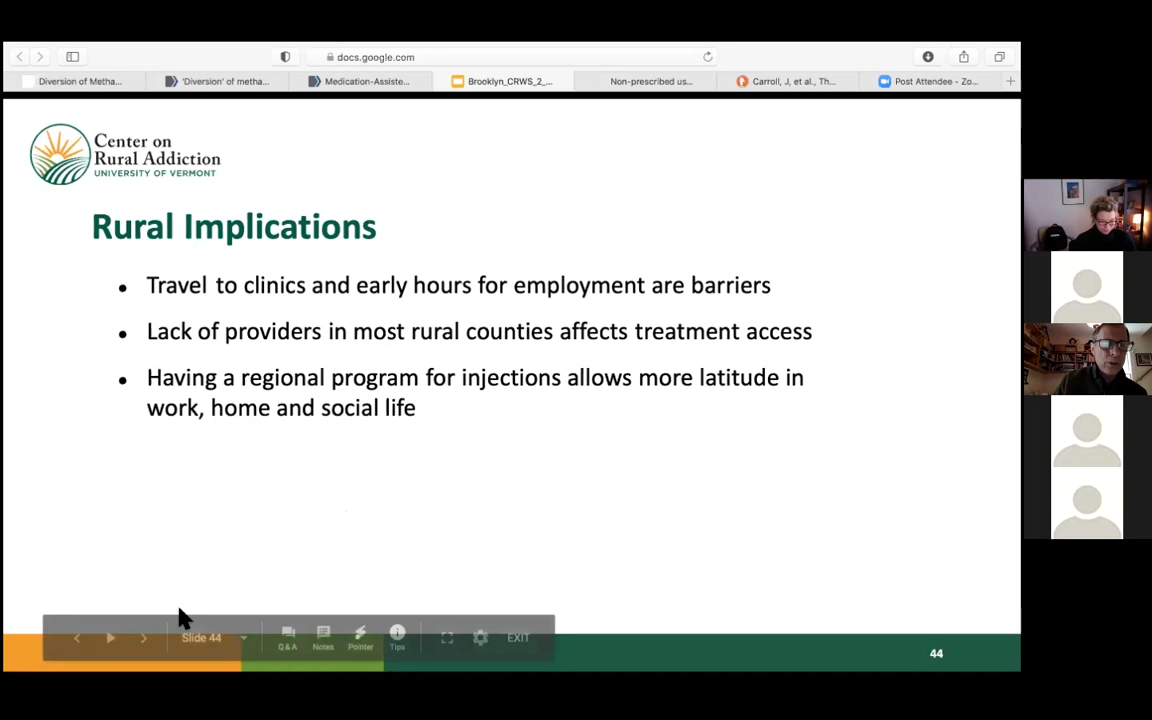 docs.google.com
Diversion of Metha...
'Diversion' of metha...
Medication-Assiste...
Brooklyn_CRWS_2_...
Non-prescribed us...
Carroll, J, et al., Th...
Post Attendee - Zo...
Center on
Rural Addiction
UNIVERSITY OF VERMONT
Rural Implications
• Travel to clinics and early hours for employment are barriers
• Lack of providers in most rural counties affects treatment access
• Having a regional program for injections allows more latitude in
work, home and social life
Slide 44
Q & A
Notes
Pointer
Tips
EXIT
44